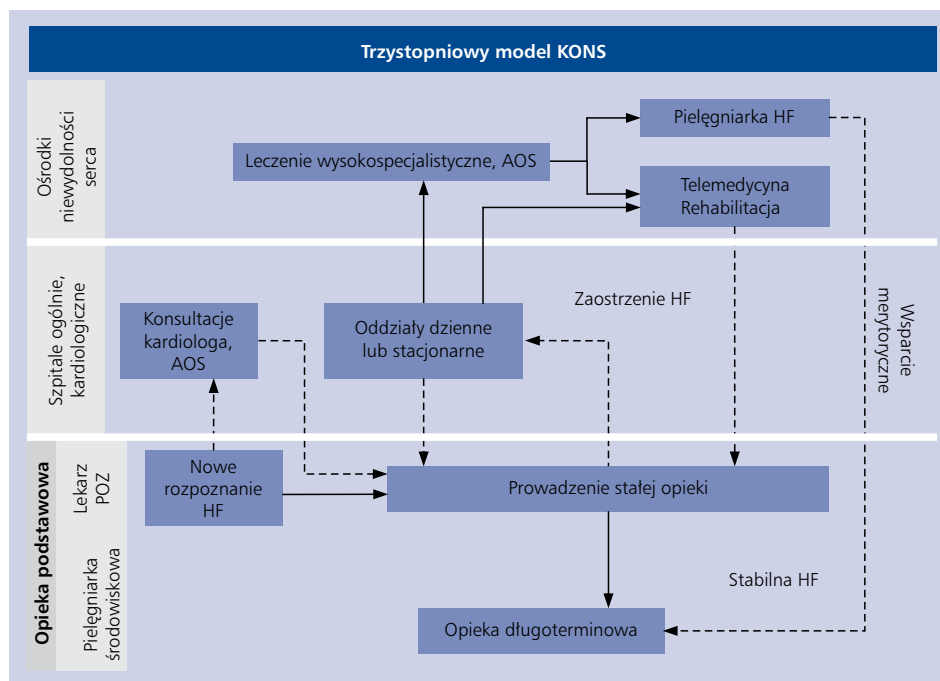 Trzystopniowy model KONS
Ośrodki
niewydolności
serca
Leczenie wysokospecjalistyczne, AOS
Pielęgniarka HF
Telemedycyna
Rehabilitacja
Szpitale ogólnie,
kardiologiczne
Konsultacje
kardiologa,
AOS
Oddziały dzienne
lub stacjonarne
Zaostrzenie HF
Wsparcie
merytoryczne
Opieka podstawowa
Lekarz
POZ
Nowe
rozpoznanie
HF
Prowadzenie stałej opieki
Pielęgniarka
środowiskowa
Stabilna HF
Opieka długoterminowa